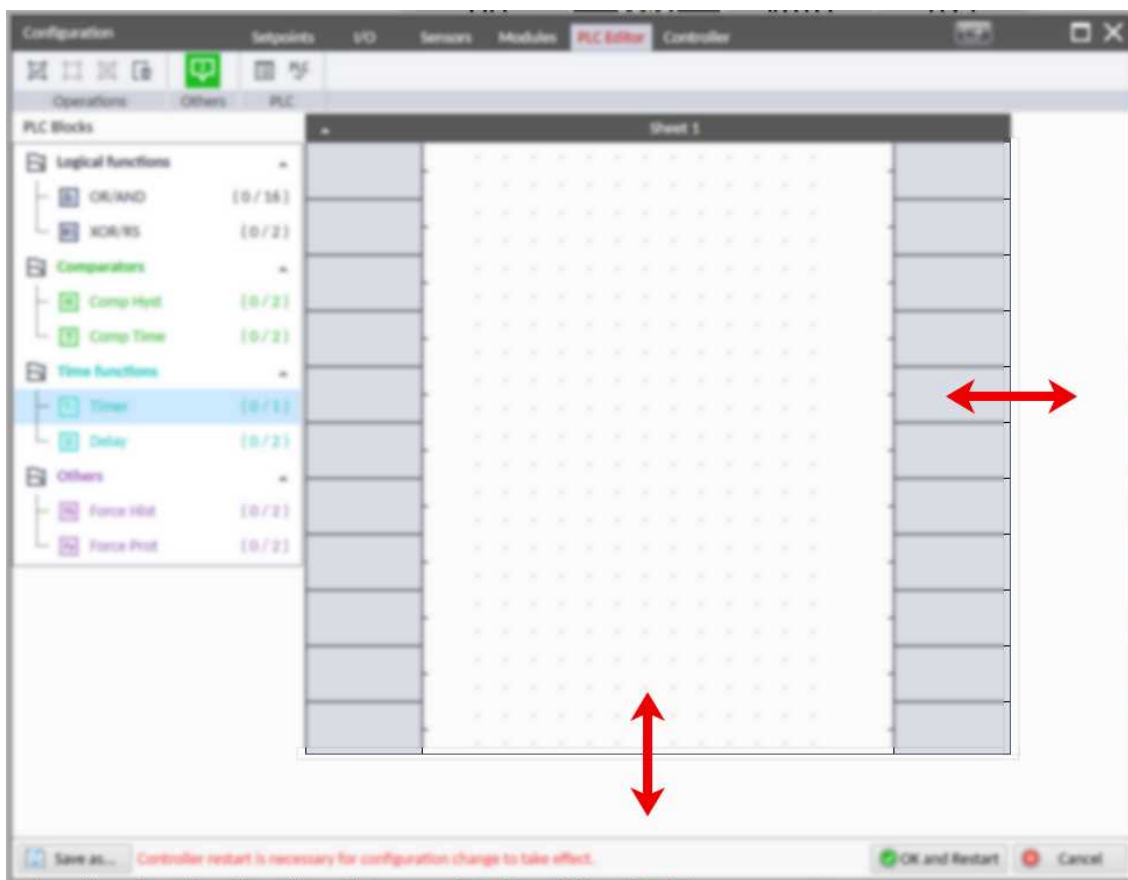 Configuration Setpoints I/O Sensors Modules PLC Editor Controller
Operations Others PLC
PLC Blocks
Sheet 1
Logical functions
OR/AND [0/16]
XOR/RS [0/2]
Comparators
Comp Hyst [0/2]
Comp Time [0/2]
Time functions
Timer [0/1]
Delay [0/2]
Others
Force Hist [0/2]
Force Prot [0/2]
Save as... Controller restart is necessary for configuration change to take effect. OK and Restart Cancel